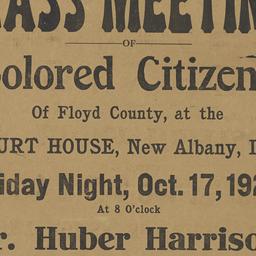 ASS MEETIN
OF
olored Citizen
Of Floyd County, at the
URT HOUSE, New Albany, I
iday Night, Oct. 17, 192
At 8 O'clock
r. Huber Harriso